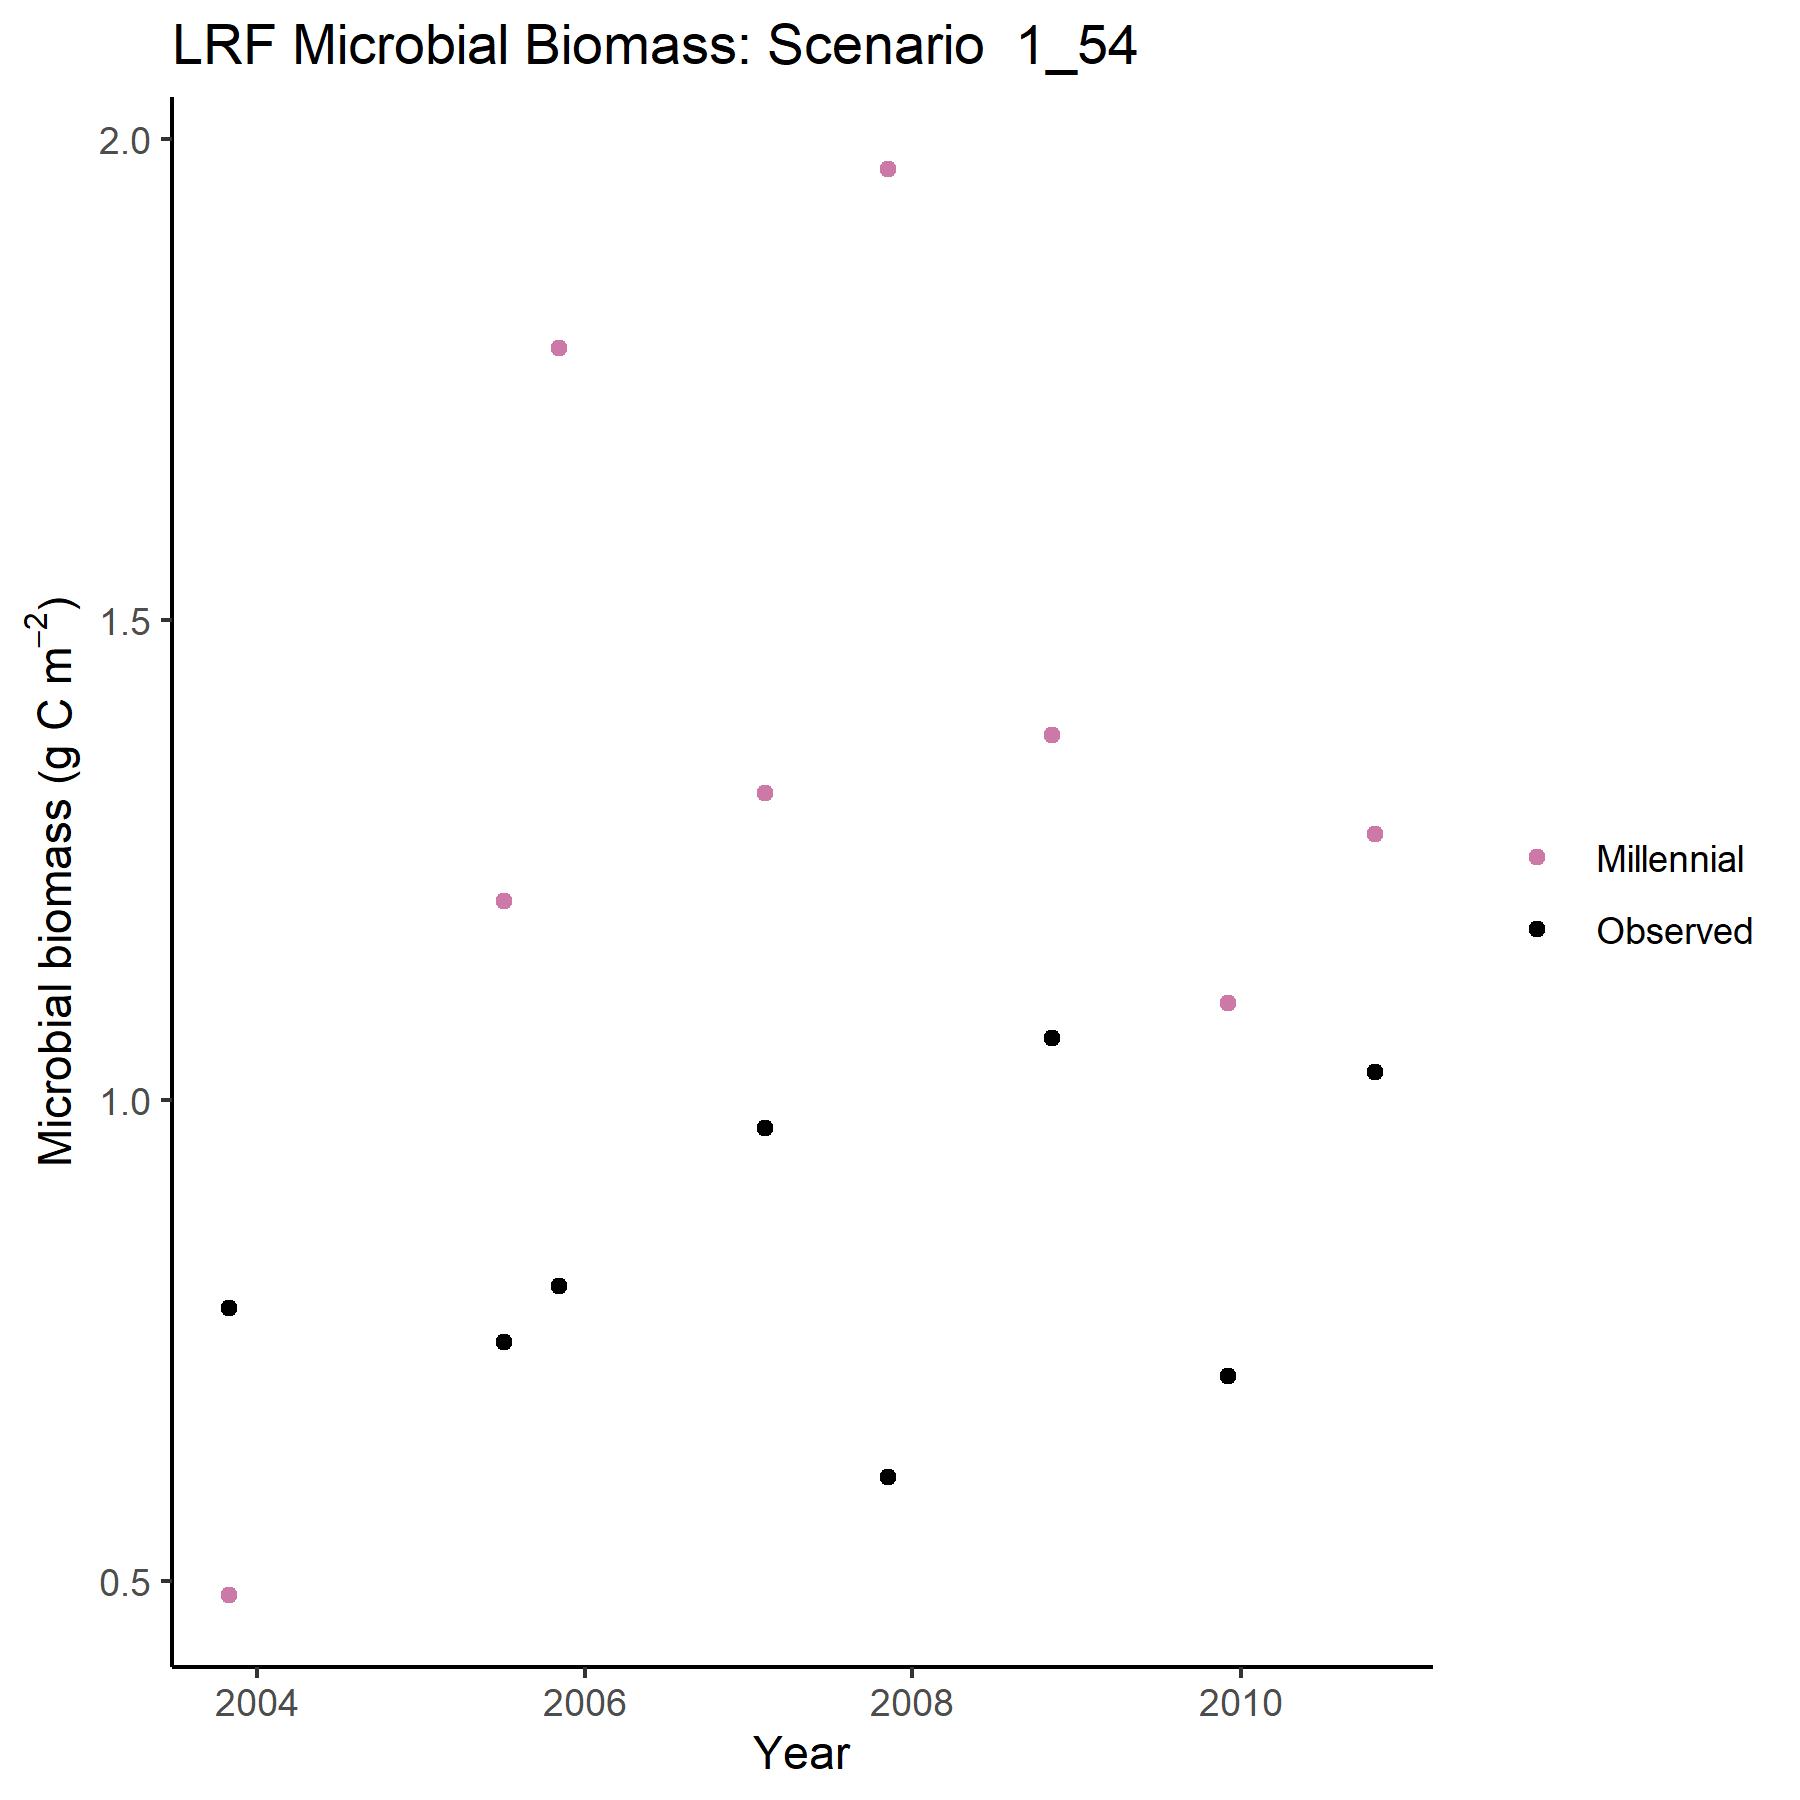 LRF Microbial Biomass: Scenario  1_54
Microbial biomass (g C m⁻²)
2.0
1.5
1.0
0.5
2004
2006
2008
2010
Year
Millennial
Observed